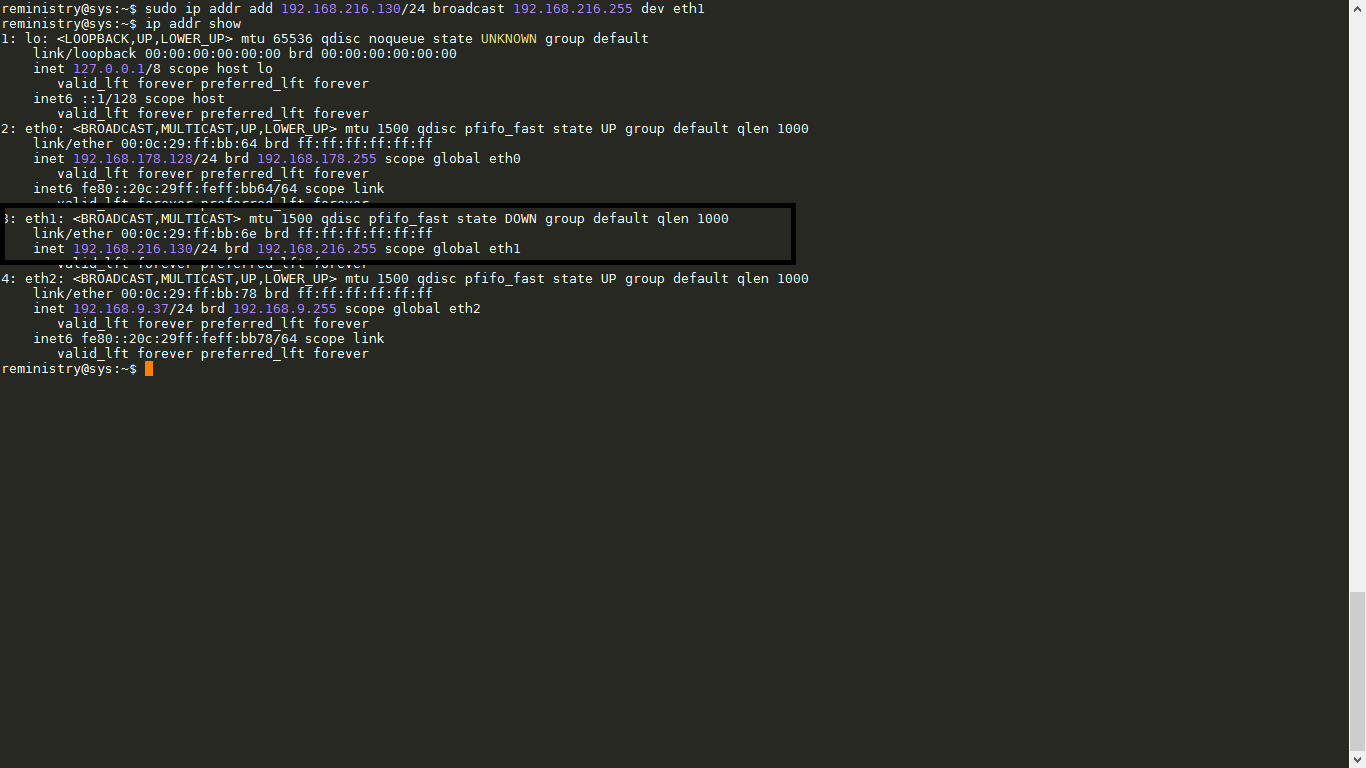 reministry@sys:~$ sudo ip addr add 192.168.216.130/24 broadcast 192.168.216.255 dev eth1
reministry@sys:~$ ip addr show
1: lo: <LOOPBACK,UP,LOWER_UP> mtu 65536 qdisc noqueue state UNKNOWN group default
    link/loopback 00:00:00:00:00:00 brd 00:00:00:00:00:00
    inet 127.0.0.1/8 scope host lo
       valid_lft forever preferred_lft forever
    inet6 ::1/128 scope host
       valid_lft forever preferred_lft forever
2: eth0: <BROADCAST,MULTICAST,UP,LOWER_UP> mtu 1500 qdisc pfifo_fast state UP group default qlen 1000
    link/ether 00:0c:29:ff:bb:64 brd ff:ff:ff:ff:ff:ff
    inet 192.168.178.128/24 brd 192.168.178.255 scope global eth0
       valid_lft forever preferred_lft forever
    inet6 fe80::20c:29ff:feff:bb64/64 scope link
       valid_lft forever preferred_lft forever
3: eth1: <BROADCAST,MULTICAST> mtu 1500 qdisc pfifo_fast state DOWN group default qlen 1000
    link/ether 00:0c:29:ff:bb:6e brd ff:ff:ff:ff:ff:ff
    inet 192.168.216.130/24 brd 192.168.216.255 scope global eth1
       valid_lft forever preferred_lft forever
4: eth2: <BROADCAST,MULTICAST,UP,LOWER_UP> mtu 1500 qdisc pfifo_fast state UP group default qlen 1000
    link/ether 00:0c:29:ff:bb:78 brd ff:ff:ff:ff:ff:ff
    inet 192.168.9.37/24 brd 192.168.9.255 scope global eth2
       valid_lft forever preferred_lft forever
    inet6 fe80::20c:29ff:feff:bb78/64 scope link
       valid_lft forever preferred_lft forever
reministry@sys:~$